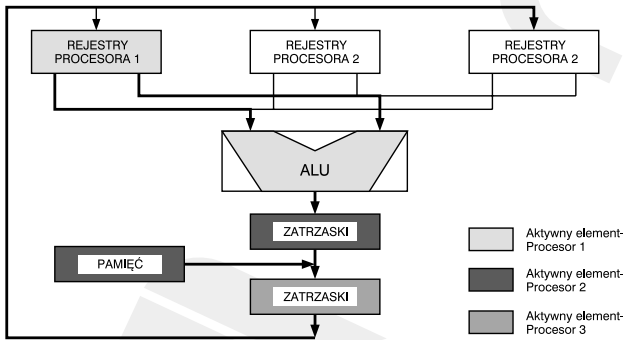 REJESTRY
PROCESORA 1
REJESTRY
PROCESORA 2
REJESTRY
PROCESORA 2
ALU
ZATRZASKI
PAMIĘĆ
ZATRZASKI
Aktywny element-
Procesor 1
Aktywny element-
Procesor 2
Aktywny element-
Procesor 3